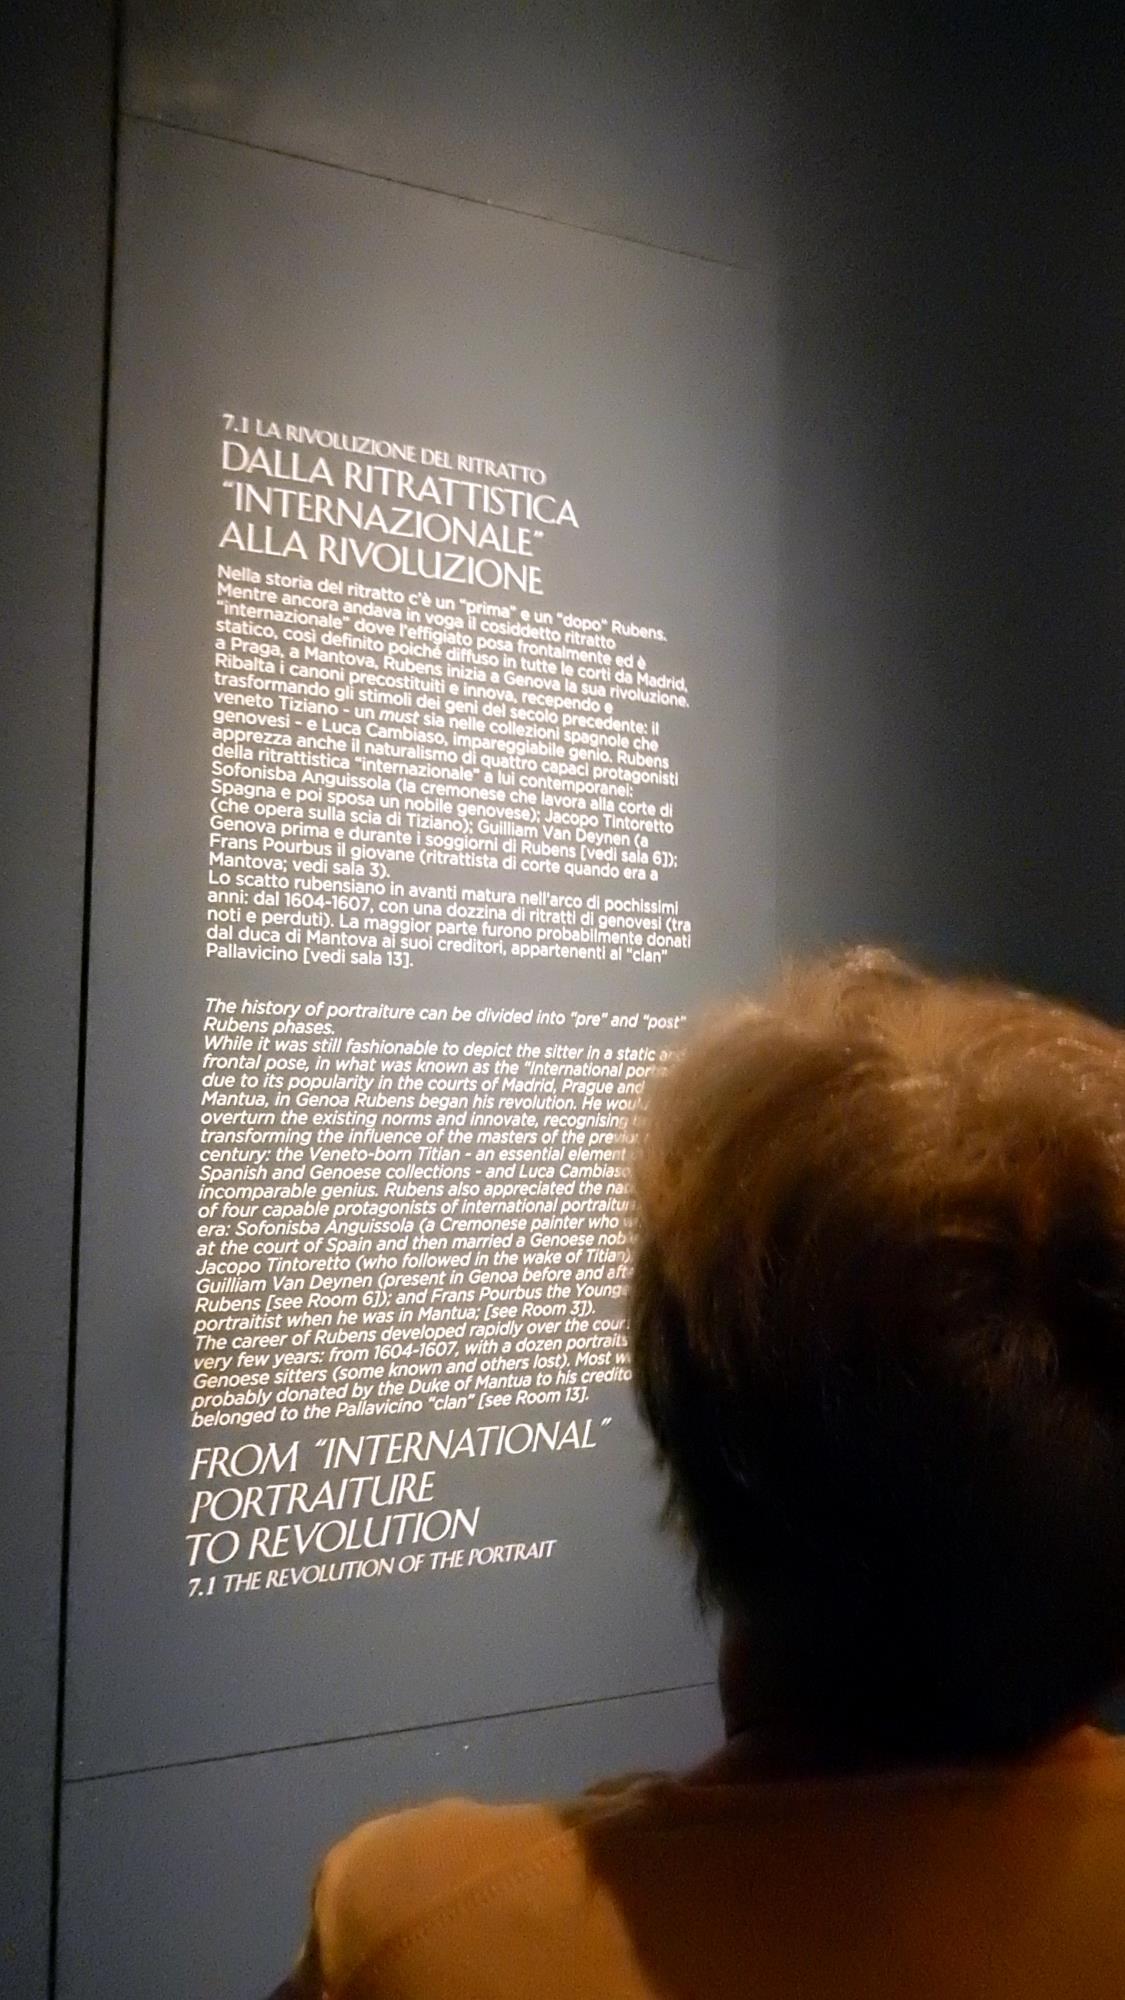 7.1 LA RIVOLUZIONE DEL RITRATTO
DALLA RITRATTISTICA
“INTERNAZIONALE”
ALLA RIVOLUZIONE
Nella storia del ritratto c'è un “prima” e un “dopo” Rubens.
Mentre ancora andava in voga il cosiddetto ritratto
“internazionale” dove l'effigiato posa frontalmente ed è
statico, così definito poiché diffuso in tutte le corti da Madrid,
a Praga, a Mantova, Rubens inizia a Genova la sua rivoluzione.
Ribalta i canoni precostituiti e innova, recependo e
trasformando gli stimoli dei geni del secolo precedente: il
veneto Tiziano - un must sia nelle collezioni spagnole che
genovesi - e Luca Cambiaso, impareggiabile genio. Rubens
apprezza anche il naturalismo di quattro capaci protagonisti
della ritrattistica “internazionale” a lui contemporanei:
Sofonisba Anguissola (la cremonese che lavora alla corte di
Spagna e poi sposa un nobile genovese); Jacopo Tintoretto
(che opera sulla scia di Tiziano); Guilliam Van Deynen (a
Genova prima e durante i soggiorni di Rubens [vedi sala 6]);
Frans Pourbus il giovane (ritrattista di corte quando era a
Mantova; vedi sala 3).
Lo scatto rubensiano in avanti matura nell'arco di pochissimi
anni: dal 1604-1607, con una dozzina di ritratti di genovesi (tra
noti e perduti). La maggior parte furono probabilmente donati
dal duca di Mantova ai suoi creditori, appartenenti al “clan”
Pallavicino [vedi sala 13].
The history of portraiture can be divided into “pre” and “post”
Rubens phases.
While it was still fashionable to depict the sitter in a static and
frontal pose, in what was known as the “International
due to its popularity in the courts of Madrid, Prague and
Mantua, in Genoa Rubens began his revolution. He would
overturn the existing norms and innovate, recognising
transforming the influence of the masters of the
century: the Veneto-born Titian - an essential element
Spanish and Genoese collections - and Luca Cambiaso
incomparable genius. Rubens also appreciated the
of four capable protagonists of international
era: Sofonisba Anguissola (a Cremonese painter who
at the court of Spain and then married a Genoese
Jacopo Tintoretto (who followed in the wake of Titian);
Guilliam Van Deynen (present in Genoa before and
Rubens [see Room 6]); and Frans Pourbus the
portraitist when he was in Mantua; [see Room 3]).
The career of Rubens developed rapidly over the
very few years: from 1604-1607, with a dozen portraits
Genoese sitters (some known and others lost). Most
probably donated by the Duke of Mantua to his
belonged to the Pallavicino “clan” [see Room 13].
FROM “INTERNATIONAL”
PORTRAITURE
TO REVOLUTION
7.1 THE REVOLUTION OF THE PORTRAIT